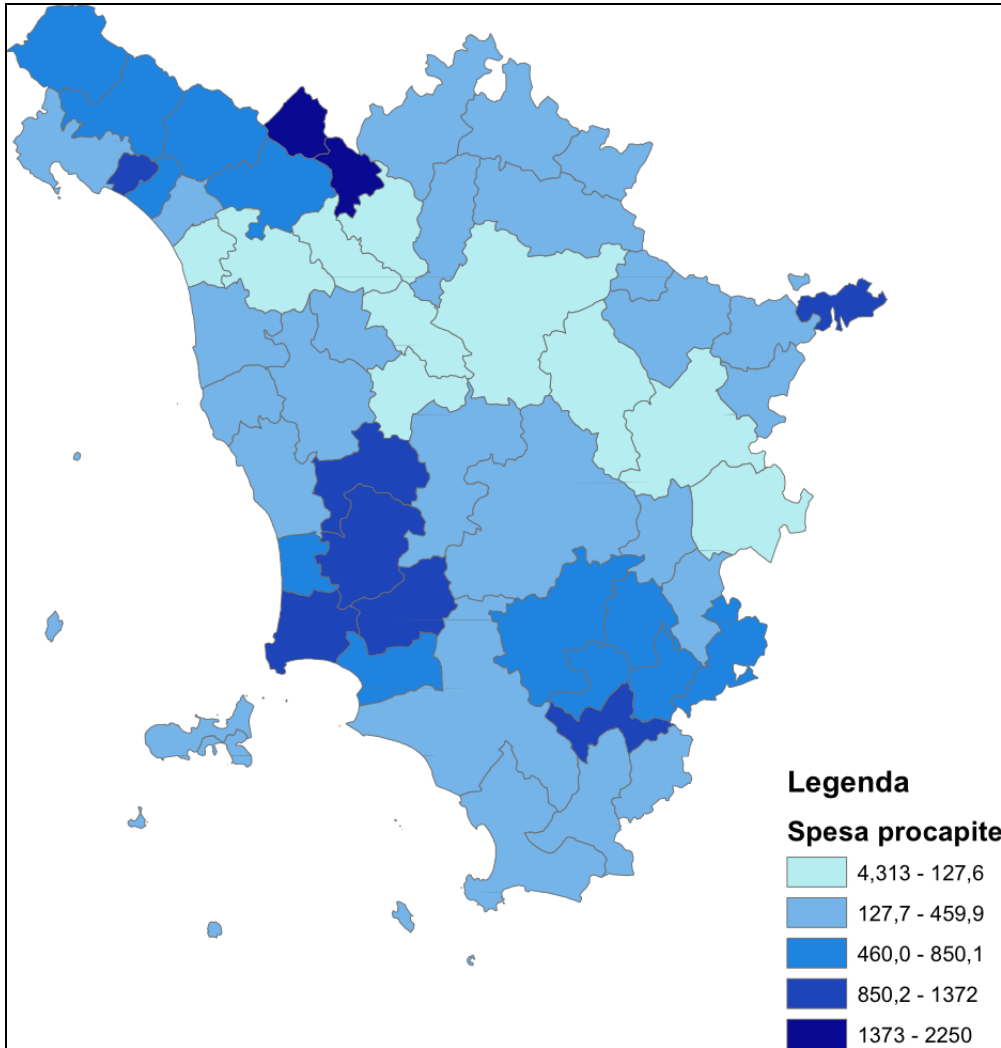 Legenda
Spesa procapite
4,313 - 127,6
127,7 - 459,9
460,0 - 850,1
850,2 - 1372
1373 - 2250